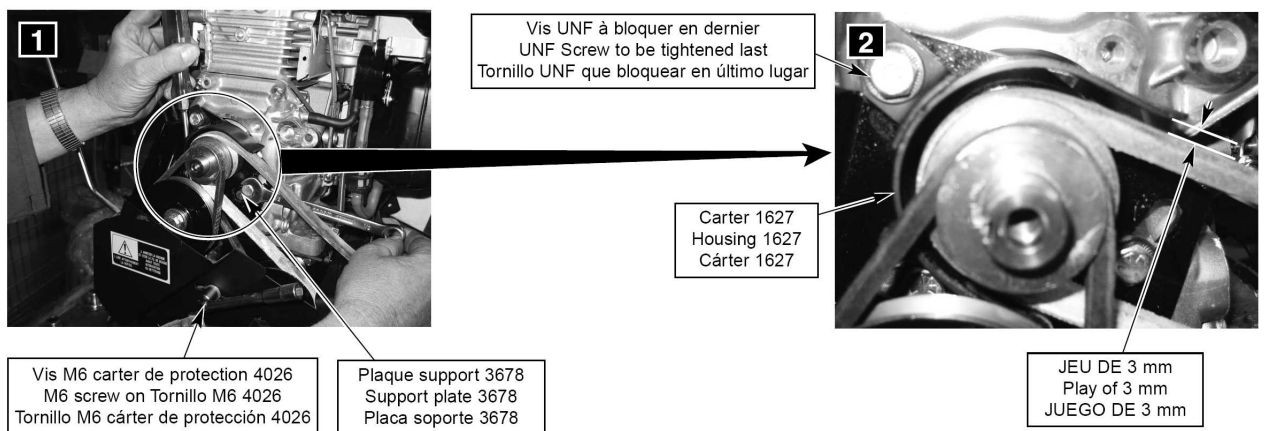 1
Vis UNF à bloquer en dernier
UNF Screw to be tightened last
Tornillo UNF que bloquear en último lugar
2
Carter 1627
Housing 1627
Cárter 1627
Vis M6 carter de protection 4026
M6 screw on Tornillo M6 4026
Tornillo M6 cárter de protección 4026
Plaque support 3678
Support plate 3678
Placa soporte 3678
JEU DE 3 mm
Play of 3 mm
JUEGO DE 3 mm